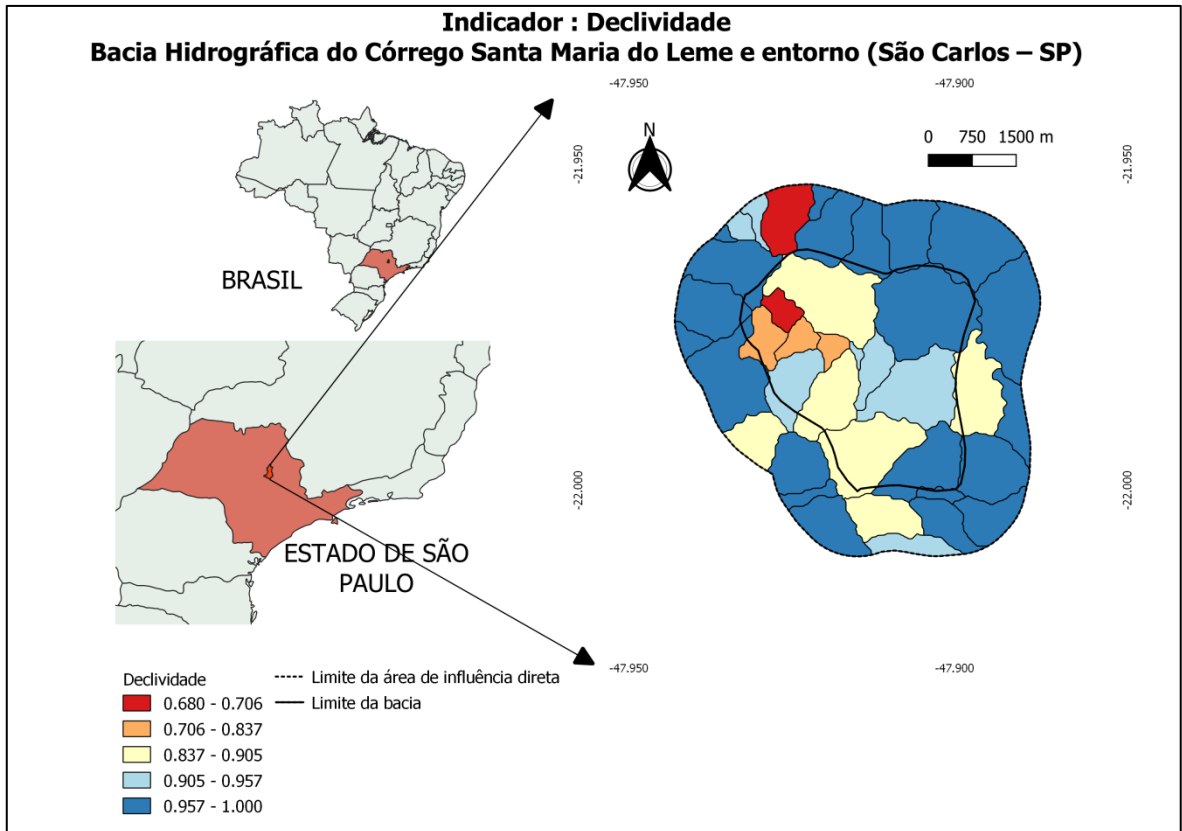 Indicador : Declividade
Bacia Hidrográfica do Córrego Santa Maria do Leme e entorno (São Carlos – SP)
-47.950
-47.900
N
0 750 1500 m
-21.950
-21.950
BRASIL
-22.000
-22.000
ESTADO DE SÃO
PAULO
-47.950
-47.900
Declividade
0.680 - 0.706
0.706 - 0.837
0.837 - 0.905
0.905 - 0.957
0.957 - 1.000
Limite da área de influência direta
Limite da bacia